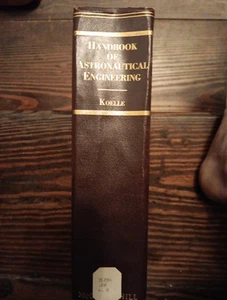 HANDBOOK
OF
ASTRONAUTICAL
ENGINEERING
KOELLE